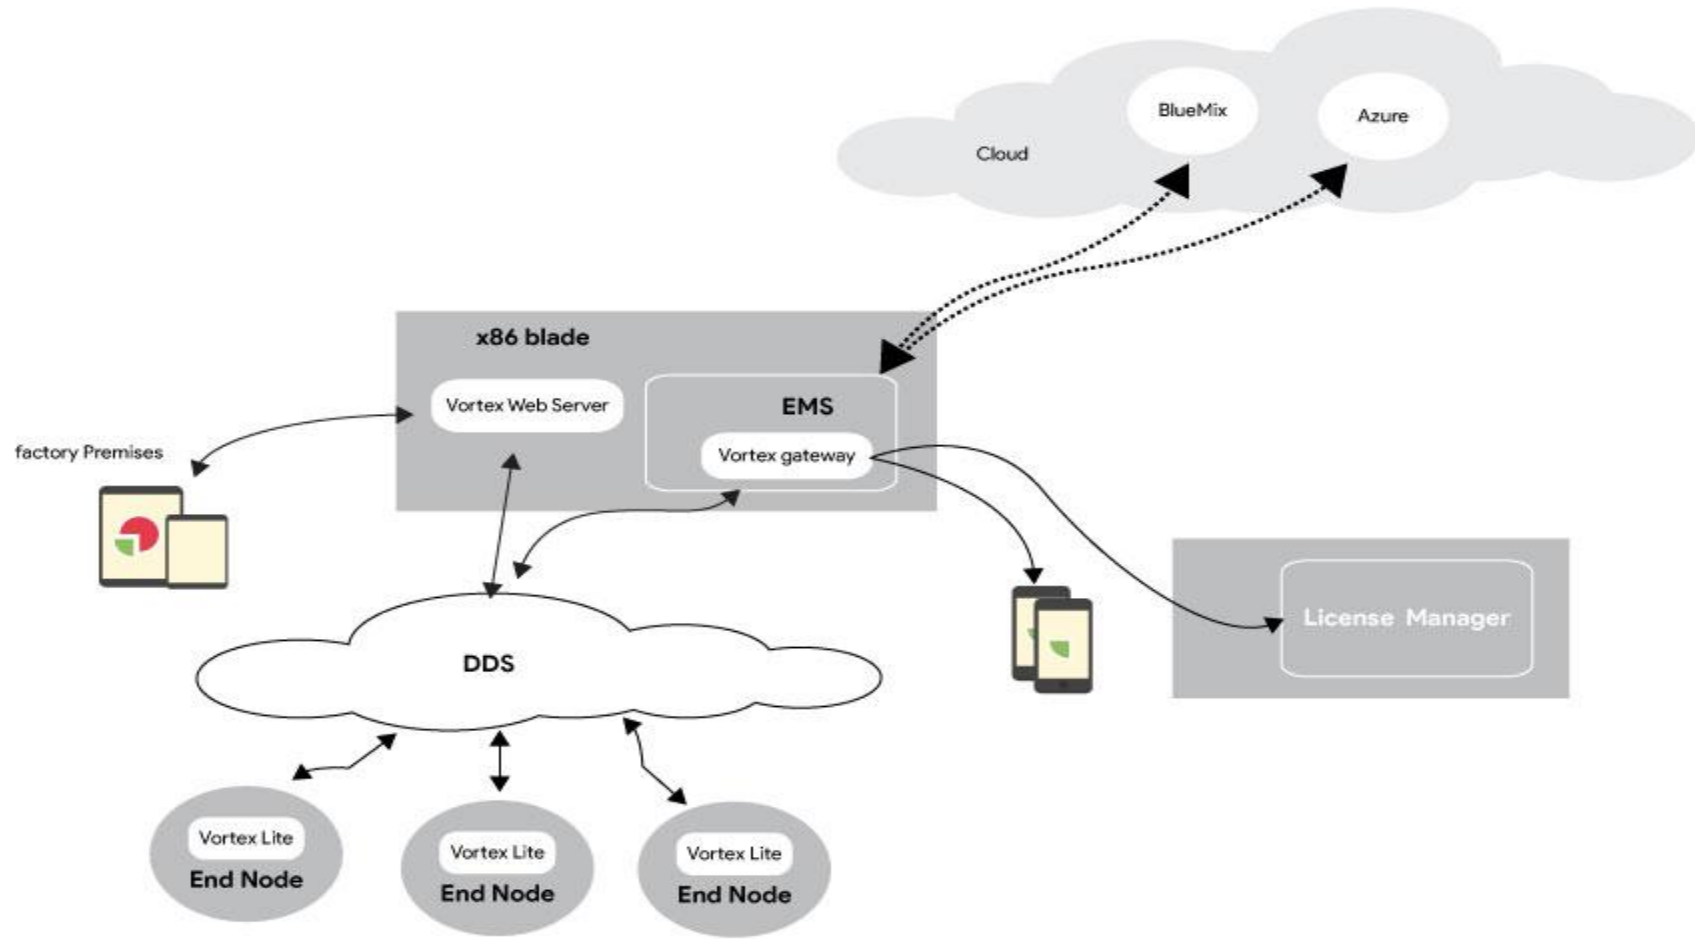 BlueMix
Azure
Cloud
x86 blade
Vortex Web Server
EMS
factory Premises
Vortex gateway
License Manager
DDS
Vortex Lite
End Node
Vortex Lite
End Node
Vortex Lite
End Node